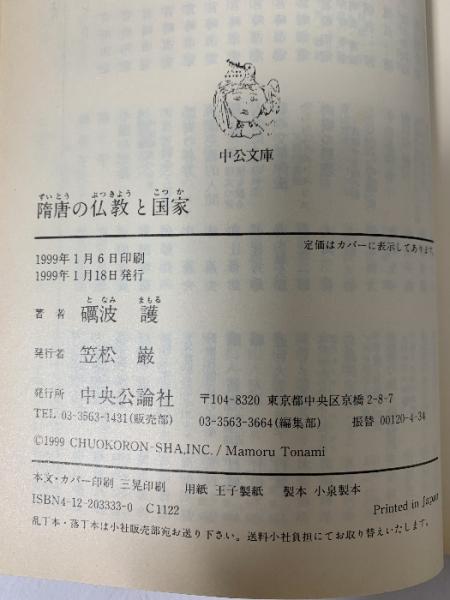 中公文庫
ずいとう ぶつきよう こつか
隋唐の仏教と国家
定価はカバーに表示してあります。
1999年1月6日印刷
1999年1月18日発行
となみ まもる
著者 礪波 護
発行者 笠松 巌
発行所 中央公論社 〒104-8320 東京都中央区京橋2-8-7
TEL 03-3563-1431(販売部) 03-3563-3664(編集部) 振替 00120-4-34
©1999 CHUOKORON-SHA,INC. / Mamoru Tonami
本文・カバー印刷 三晃印刷 用紙 王子製紙 製本 小泉製本
ISBN4-12-203333-0 C1122
Printed in Japan
乱丁本・落丁本は小社販売部宛お送り下さい。送料小社負担にてお取り替えいたします。